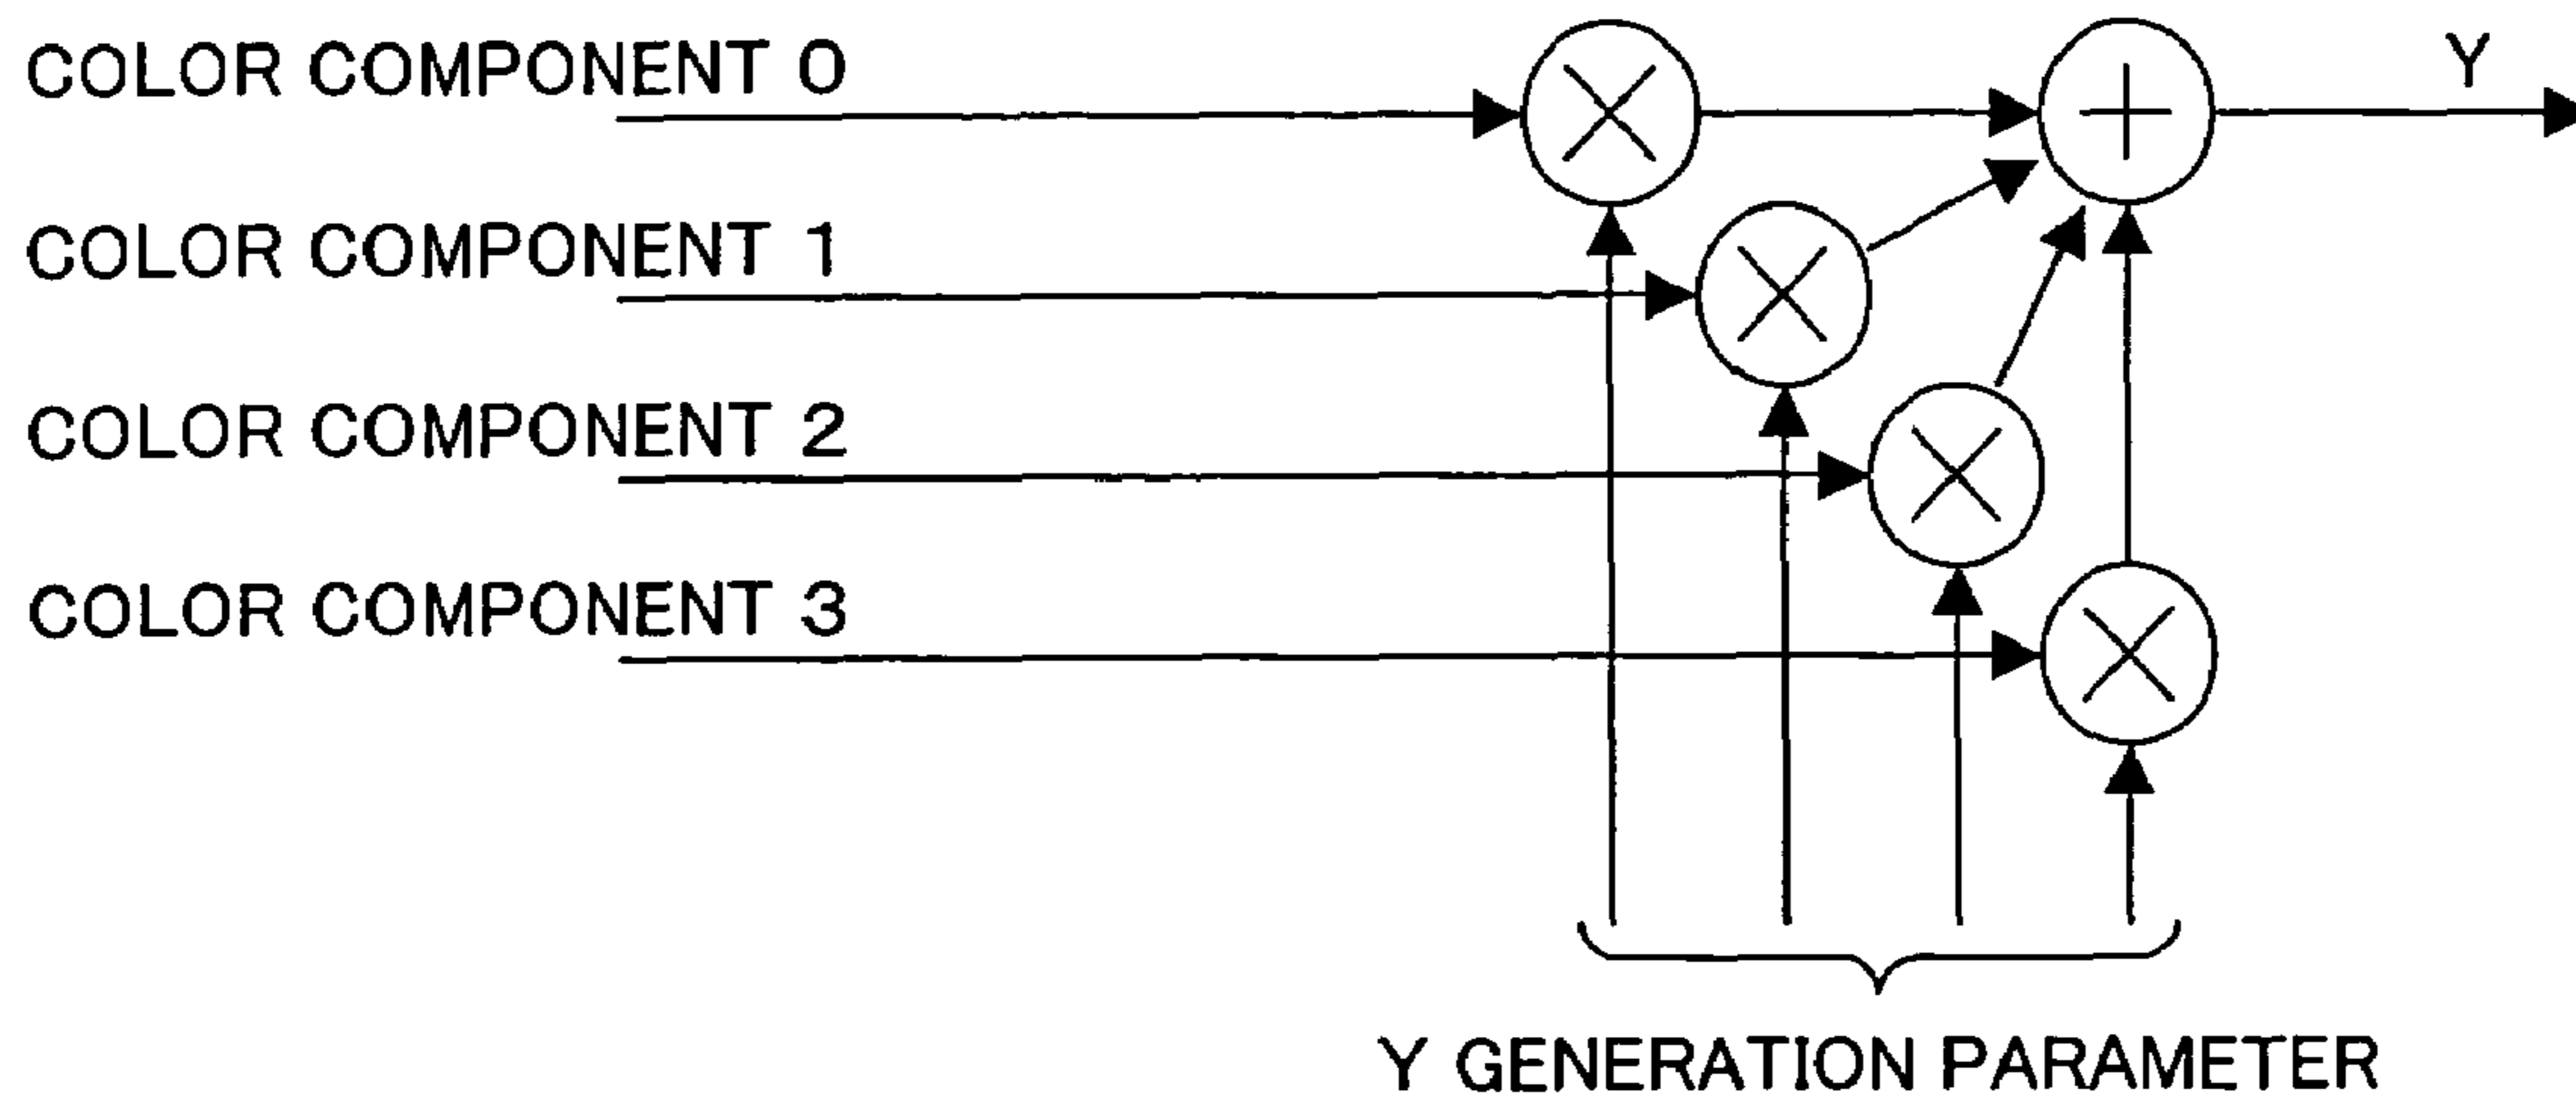 COLOR COMPONENT 0
Y
COLOR COMPONENT 1
COLOR COMPONENT 2
COLOR COMPONENT 3
Y GENERATION PARAMETER